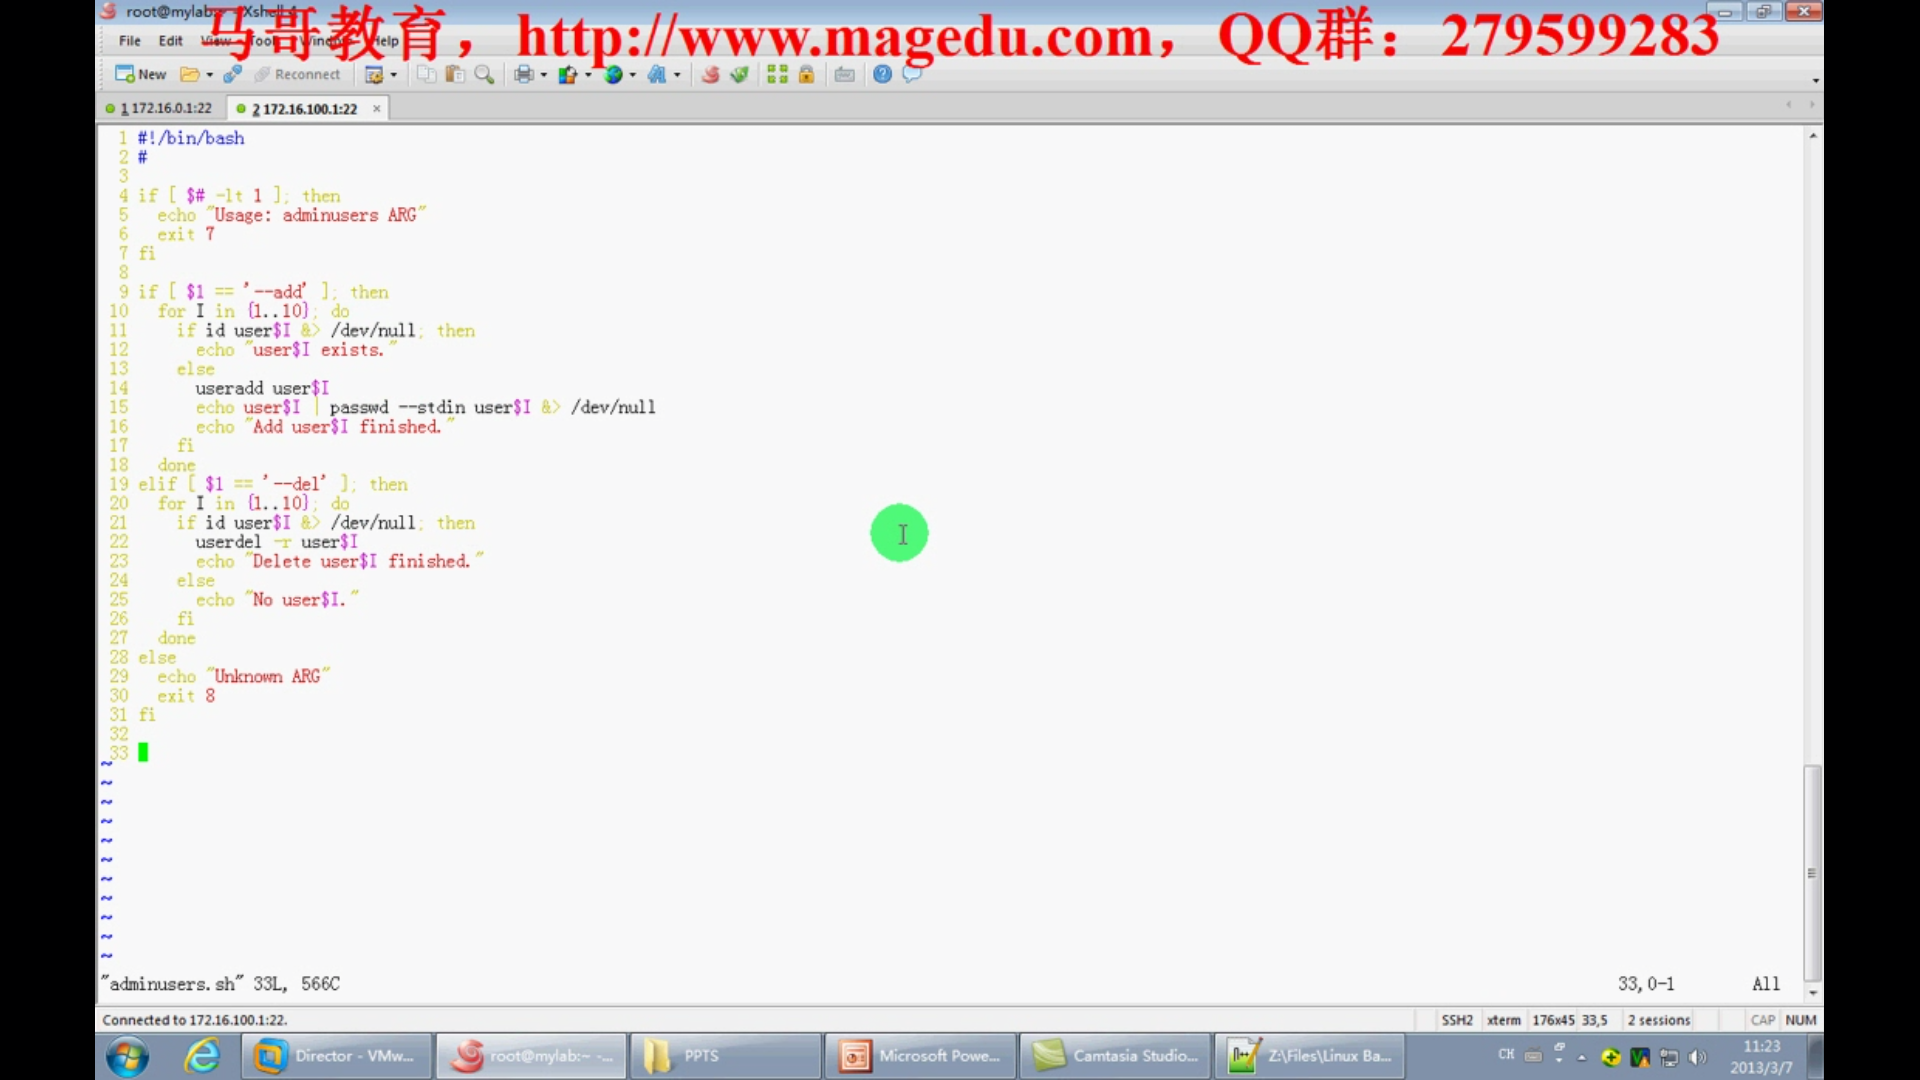 root@mylab:~ - Xshell 4
马哥教育，http://www.magedu.com，QQ群：279599283
File Edit View Tools Window Help
New Reconnect
1 172.16.0.1:22 2 172.16.100.1:22
1 #!/bin/bash
2 #
3
4 if [ $# -lt 1 ]; then
5   echo "Usage: adminusers ARG"
6   exit 7
7 fi
8
9 if [ $1 == '--add' ]; then
10   for I in {1..10}; do
11     if id user$I &> /dev/null; then
12       echo "user$I exists."
13     else
14       useradd user$I
15       echo user$I | passwd --stdin user$I &> /dev/null
16       echo "Add user$I finished."
17     fi
18   done
19 elif [ $1 == '--del' ]; then
20   for I in {1..10}; do
21     if id user$I &> /dev/null; then
22       userdel -r user$I
23       echo "Delete user$I finished."
24     else
25       echo "No user$I."
26     fi
27   done
28 else
29   echo "Unknown ARG"
30   exit 8
31 fi
32
33
~
~
~
~
~
~
~
~
~
~
~
"adminusers.sh" 33L, 566C 33,0-1 All
Connected to 172.16.100.1:22. SSH2 xterm 176x45 33,5 2 sessions CAP NUM
Director - VMw... root@mylab:~ -... PPTS Microsoft Powe... Camtasia Studio... Z:\Files\Linux Ba... CH 11:23
2013/3/7